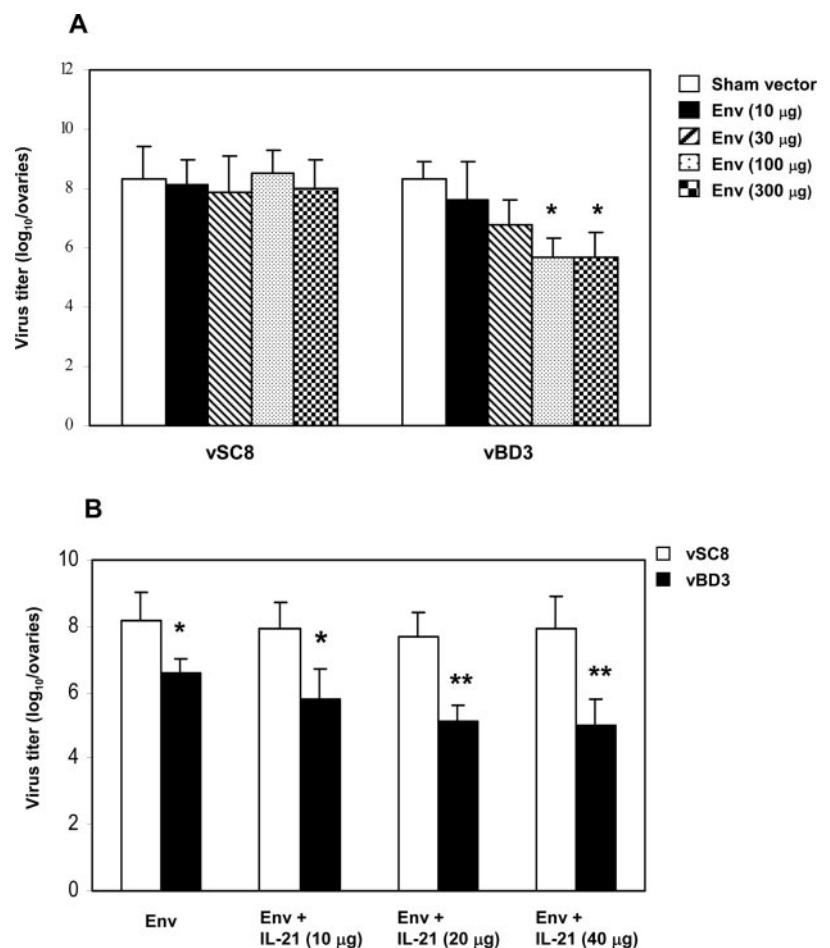 A
12
10
8
6
4
2
0
Virus titer (log10/ovaries)
*
*
vSC8
vBD3
Sham vector
Env (10 µg)
Env (30 µg)
Env (100 µg)
Env (300 µg)
B
10
8
6
4
2
0
Virus titer (log10/ovaries)
*
*
**
**
Env
Env +
IL-21 (10 µg)
Env +
IL-21 (20 µg)
Env +
IL-21 (40 µg)
vSC8
vBD3